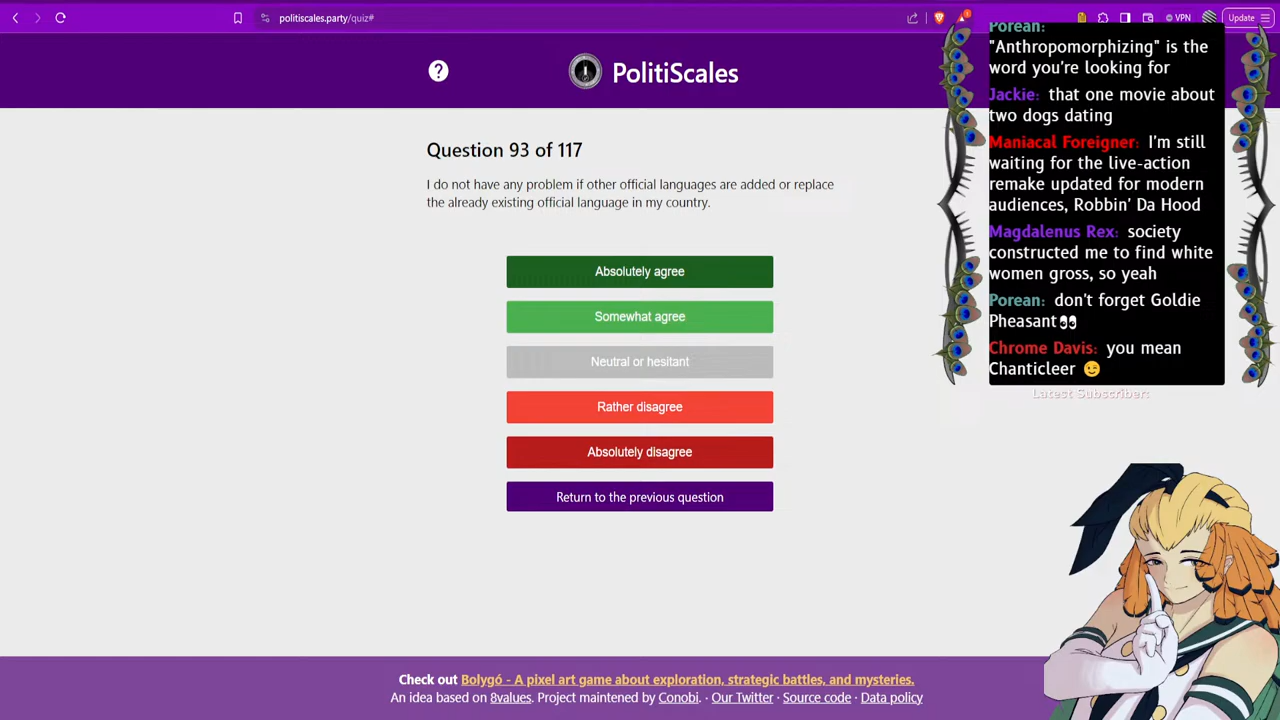 politiscales.party/quiz#
VPN
Update
PolitiScales
Question 93 of 117
I do not have any problem if other official languages are added or replace
the already existing official language in my country.
Absolutely agree
Somewhat agree
Neutral or hesitant
Rather disagree
Absolutely disagree
Return to the previous question
Check out Bolygó - A pixel art game about exploration, strategic battles, and mysteries.
An idea based on 8values. Project maintened by Conobi. · Our Twitter · Source code · Data policy
Porean:
"Anthropomorphizing" is the
word you're looking for
Jackie: that one movie about
two dogs dating
Maniacal Foreigner: I'm still
waiting for the live-action
remake updated for modern
audiences, Robbin' Da Hood
Magdalenus Rex: society
constructed me to find white
women gross, so yeah
Porean: don't forget Goldie
Pheasant👀
Chrome Davis: you mean
Chanticleer 😉
Latest Subscriber: